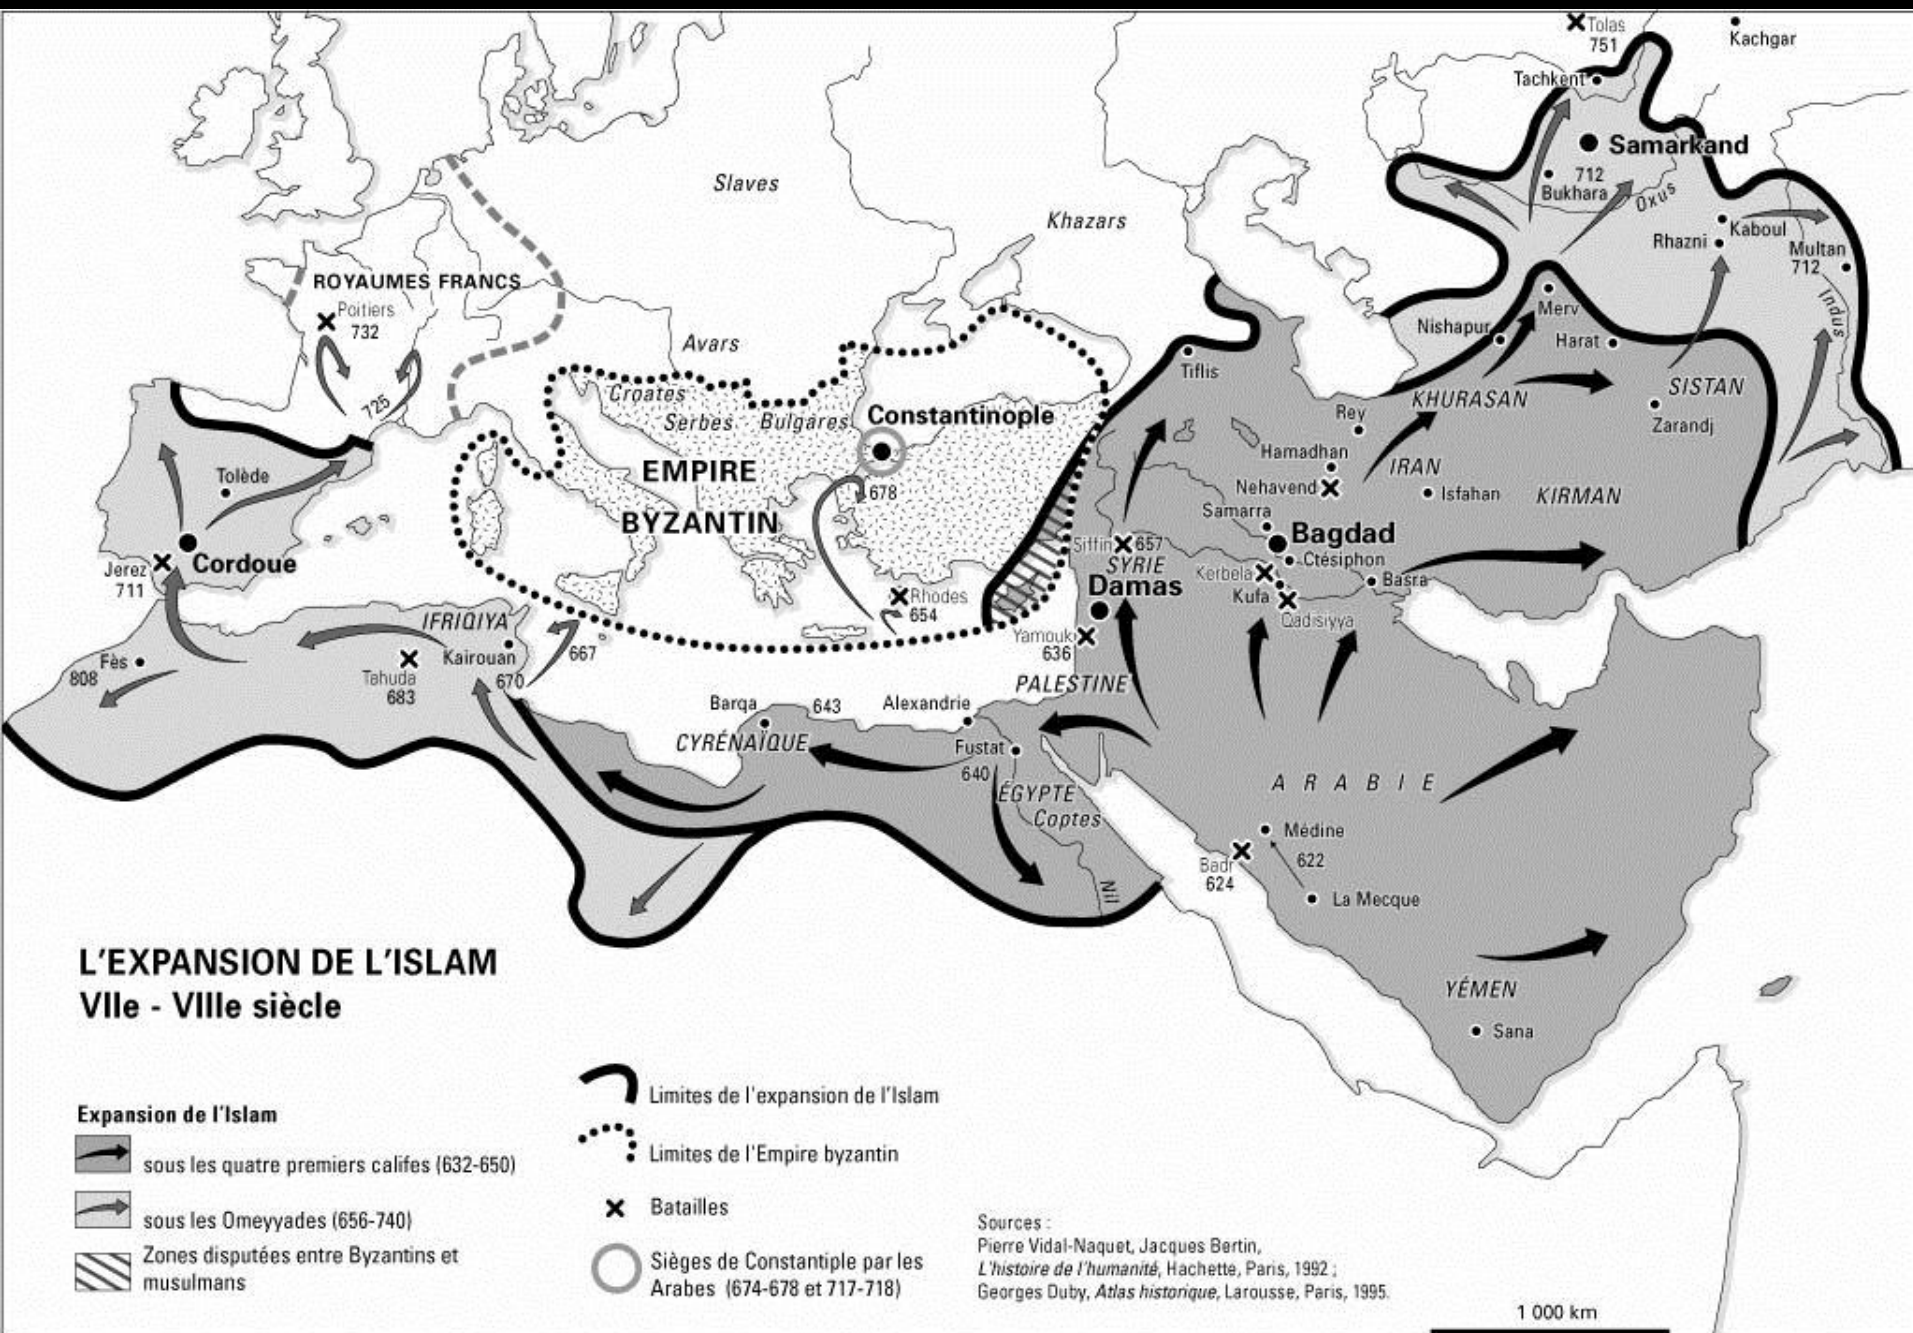 Tolas
751
Kachgar
Tachkent
Samarkand
712
Bukhara
Oxus
Slaves
Khazars
Rhazni
Kaboul
Multan
712
Indus
ROYAUMES FRANCS
Poitiers
732
725
Avars
Croates
Serbes
Bulgares
Constantinople
EMPIRE
BYZANTIN
678
Tiflis
Nishapur
Merv
Harat
KHURASAN
SISTAN
Zarandj
Rey
Hamadhan
IRAN
Nehavend
Isfahan
KIRMAN
Samarra
Bagdad
Ctésiphon
Basra
Siffin
657
SYRIE
Damas
Kerbela
Kufa
Qadisiyya
Tolède
Cordoue
Jerez
711
Rhodes
654
Yamouk
636
IFRIQIYA
Kairouan
670
667
Fès
808
Tahuda
683
PALESTINE
Barqa
643
Alexandrie
CYRÉNAÏQUE
Fustat
640
ÉGYPTE
Coptes
Nil
ARABIE
Médine
622
Badr
624
La Mecque
YÉMEN
Sana
L'EXPANSION DE L'ISLAM
VIIe - VIIIe siècle
Expansion de l'Islam
sous les quatre premiers califes (632-650)
sous les Omeyyades (656-740)
Zones disputées entre Byzantins et
musulmans
Limites de l'expansion de l'Islam
Limites de l'Empire byzantin
Batailles
Sièges de Constantiple par les
Arabes (674-678 et 717-718)
Sources :
Pierre Vidal-Naquet, Jacques Bertin,
L'histoire de l'humanité, Hachette, Paris, 1992 ;
Georges Duby, Atlas historique, Larousse, Paris, 1995.
1 000 km